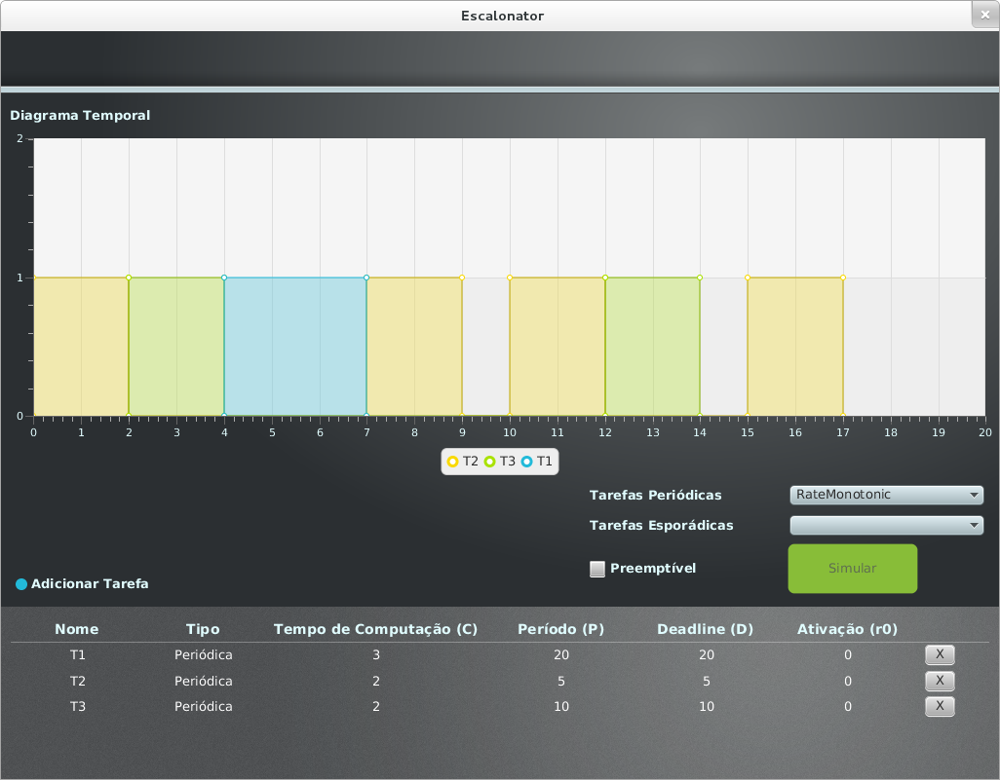 Escalonator
Diagrama Temporal
2
1
0
0 1 2 3 4 5 6 7 8 9 10 11 12 13 14 15 16 17 18 19 20
T2 T3 T1
Tarefas Periódicas RateMonotonic
Tarefas Esporádicas
Preemptível Simular
Adicionar Tarefa
Nome Tipo Tempo de Computação (C) Período (P) Deadline (D) Ativação (r0)
T1 Periódica 3 20 20 0 X
T2 Periódica 2 5 5 0 X
T3 Periódica 2 10 10 0 X